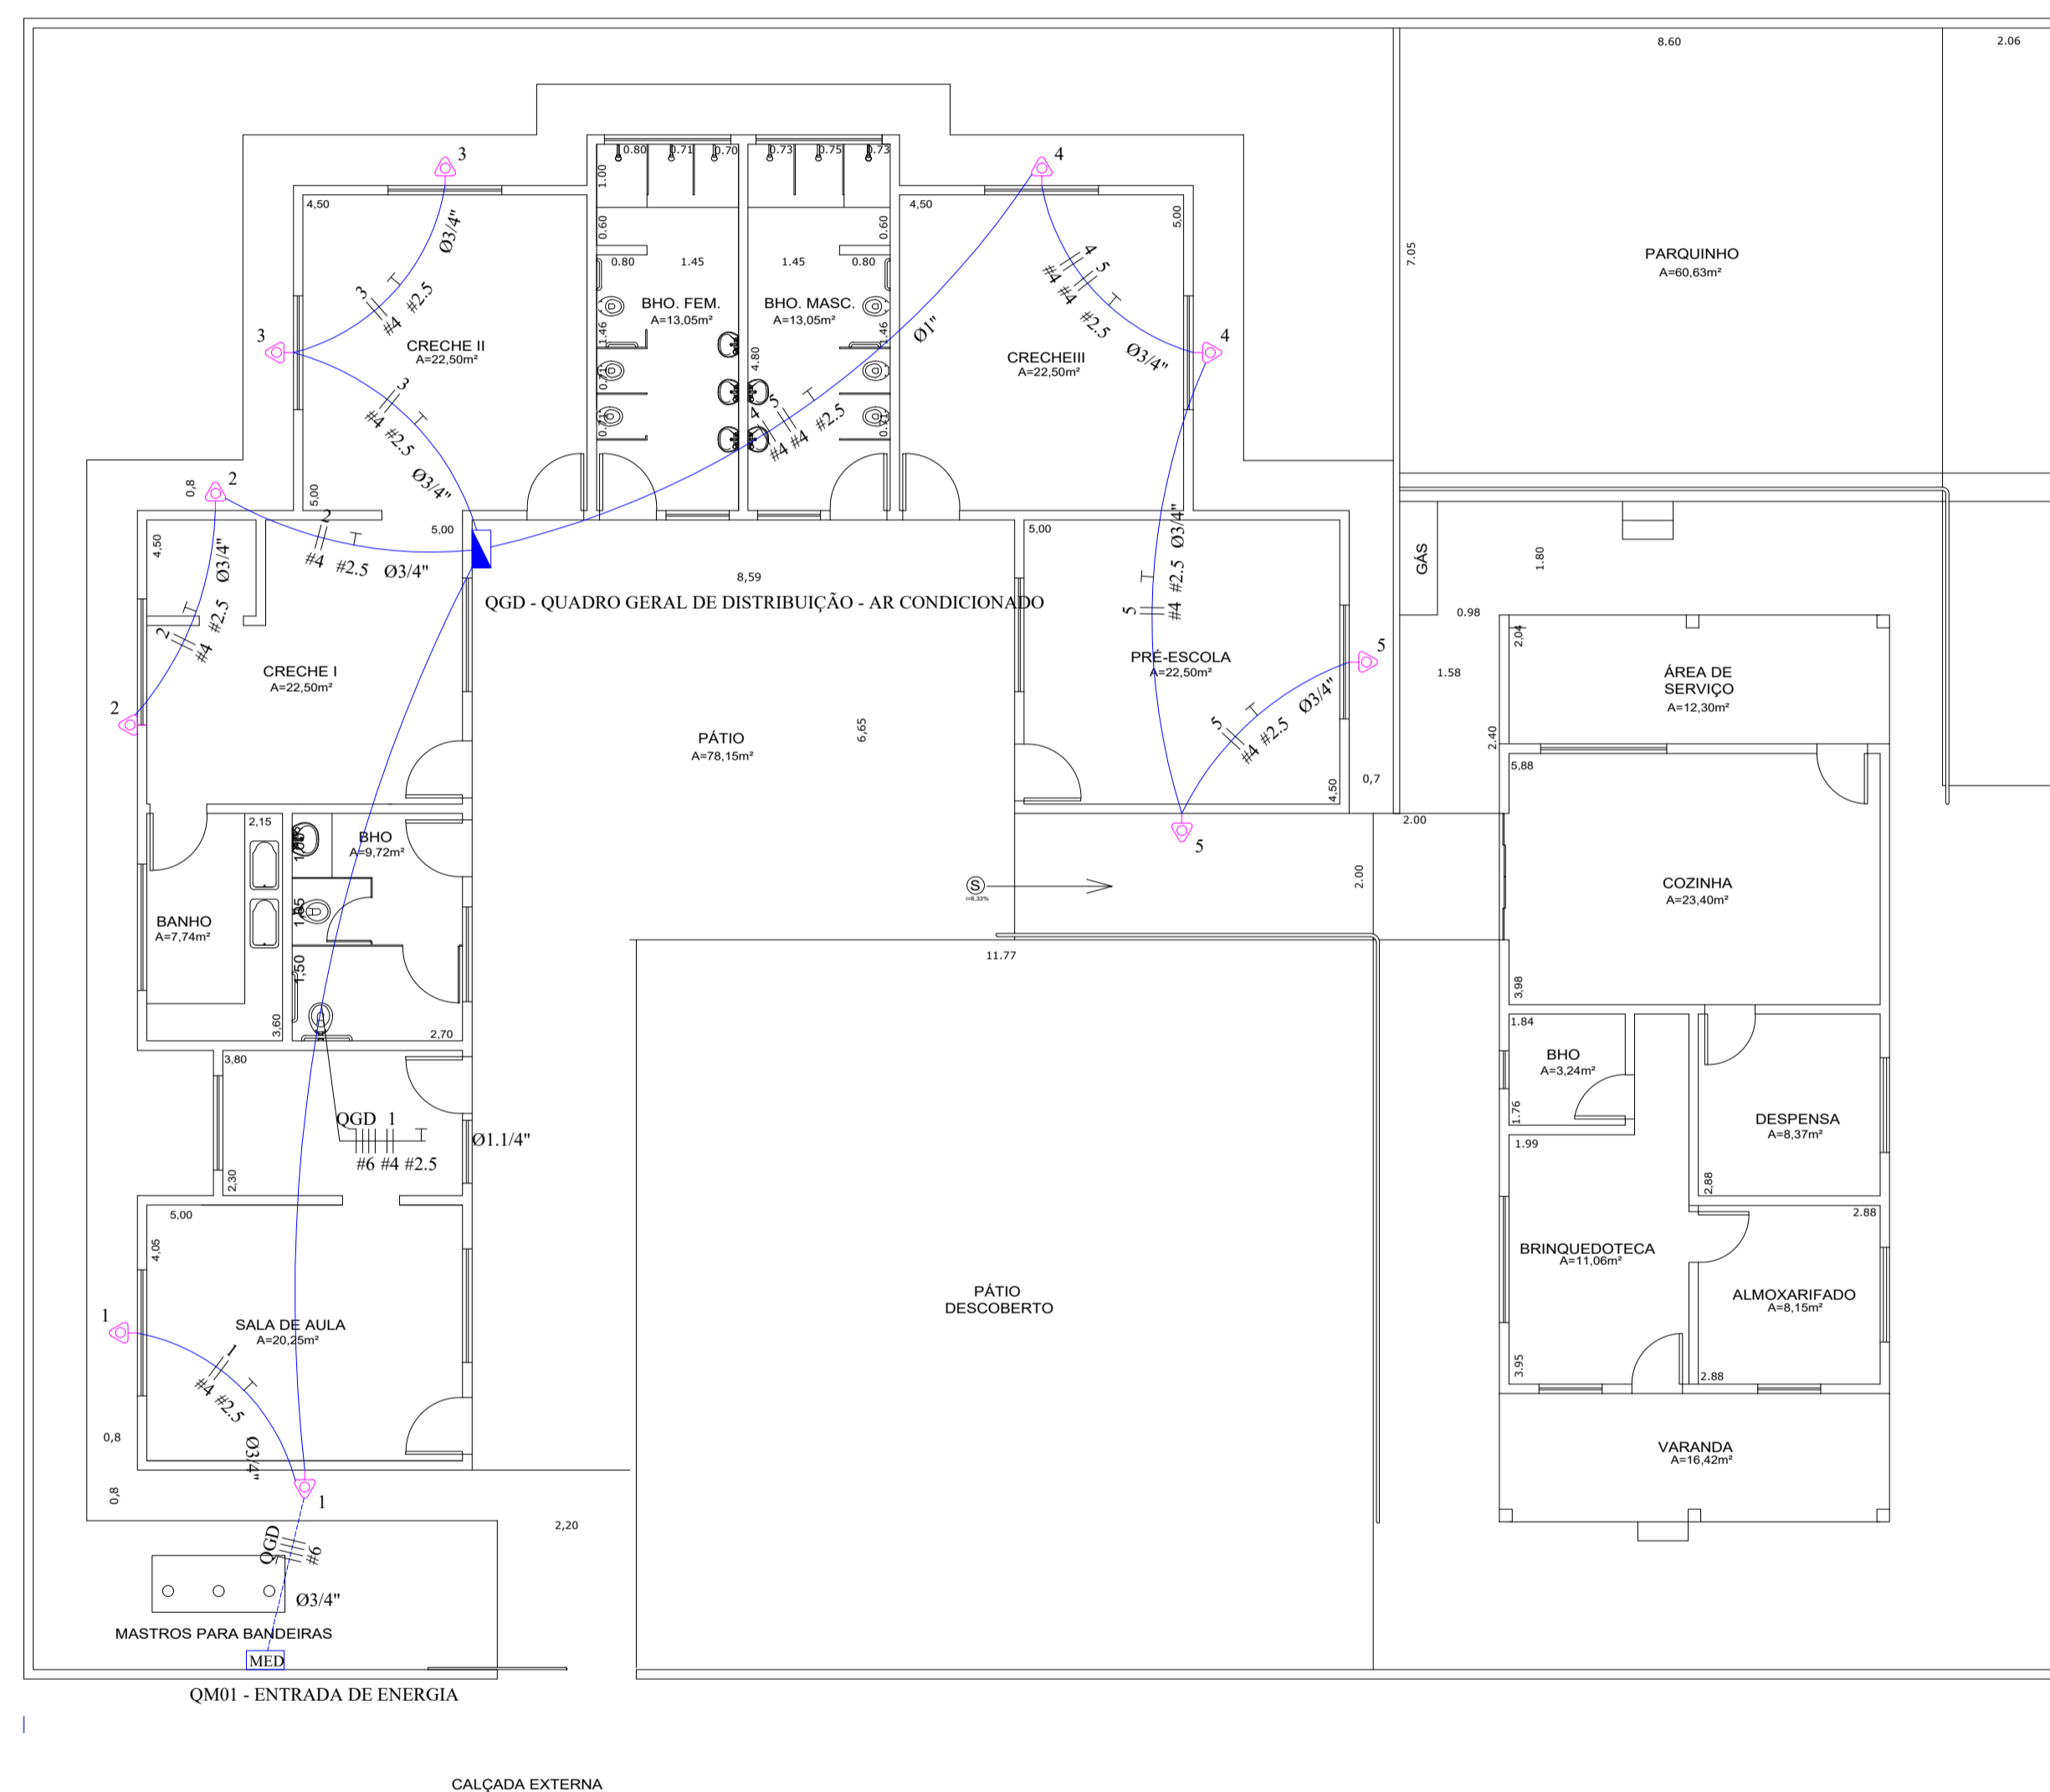 8.60
2.06
3
4
0.80
0.71
0.70
0.73
0.75
0.73
1.00
4,50
Ø3/4"
4,50
5,00
0.60
0.60
7.05
PARQUINHO
A=60,63m²
0.80
1.45
1.45
0.80
3
#4 #2.5
4 5
#4 #4 #2.5
Ø3/4"
BHO. FEM.
A=13,05m²
BHO. MASC.
A=13,05m²
Ø1"
3
4
1.46
1.46
4.80
CRECHE II
A=22,50m²
CRECHEIII
A=22,50m²
3
#4 #2.5
Ø3/4"
0.71
0.71
0.71
4 5
#4 #4 #2.5
2
0,8
5,00
2
#4 #2.5 Ø3/4"
5,00
4,50
Ø3/4"
5,00
8,59
QGD - QUADRO GERAL DE DISTRIBUIÇÃO - AR CONDICIONADO
GÁS
1.80
0.98
2
#4 #2.5
5
#4 #2.5 Ø3/4"
2.04
CRECHE I
A=22,50m²
PRÉ-ESCOLA
A=22,50m²
5
1.58
ÁREA DE
SERVIÇO
A=12,30m²
2
5
#4 #2.5
Ø3/4"
PÁTIO
A=78,15m²
6,65
2.40
0,7
4.50
5,88
2,15
BHO
A=9,72m²
5
2.00
2.00
S
i=8,33%
COZINHA
A=23,40m²
BANHO
A=7,74m²
1,50
11.77
3.98
3,60
2,70
1.84
3,80
BHO
A=3,24m²
1.76
QGD 1
#6 #4 #2.5
Ø1.1/4"
DESPENSA
A=8,37m²
1.99
2,30
2,88
5,00
2.88
4,05
BRINQUEDOTECA
A=11,06m²
PÁTIO
DESCOBERTO
ALMOXARIFADO
A=8,15m²
1
SALA DE AULA
A=20,25m²
1
#4 #2.5
Ø3/4"
3.95
2.88
0,8
VARANDA
A=16,42m²
0,8
1
2,20
QGD
#6
Ø3/4"
MASTROS PARA BANDEIRAS
MED
QM01 - ENTRADA DE ENERGIA
CALÇADA EXTERNA